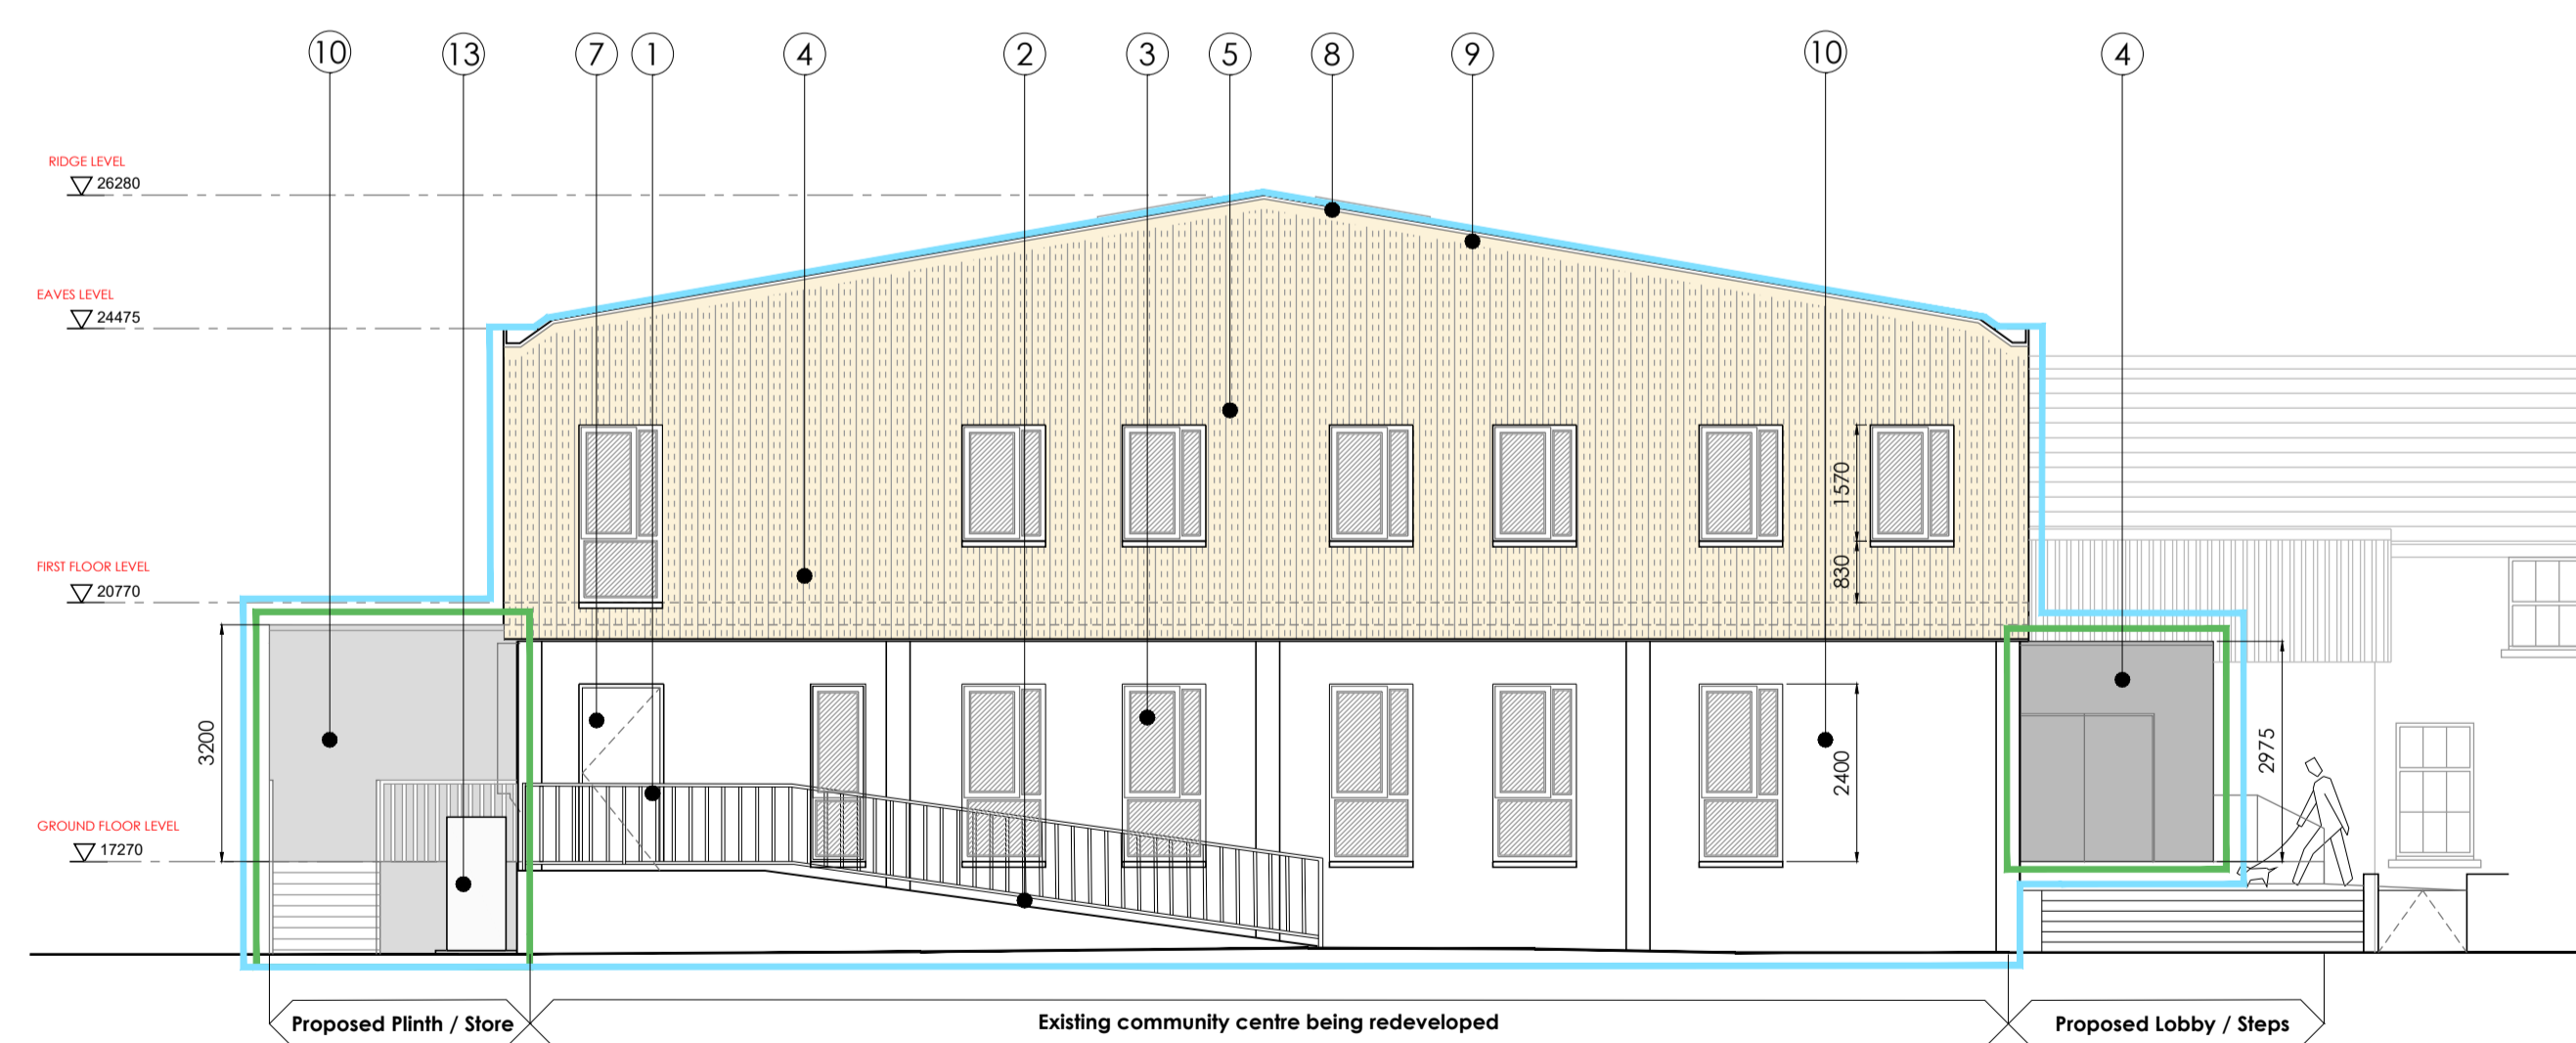 10 13 7 1 4 2 3 5 8 9 10 4
RIDGE LEVEL
26280
EAVES LEVEL
24475
1570
FIRST FLOOR LEVEL
20770
830
3200
2400
2975
GROUND FLOOR LEVEL
17270
Proposed Plinth / Store
Existing community centre being redeveloped
Proposed Lobby / Steps